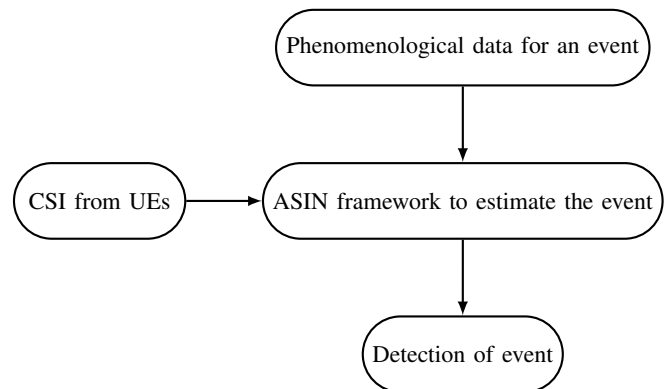 Phenomenological data for an event
CSI from UEs
ASIN framework to estimate the event
Detection of event